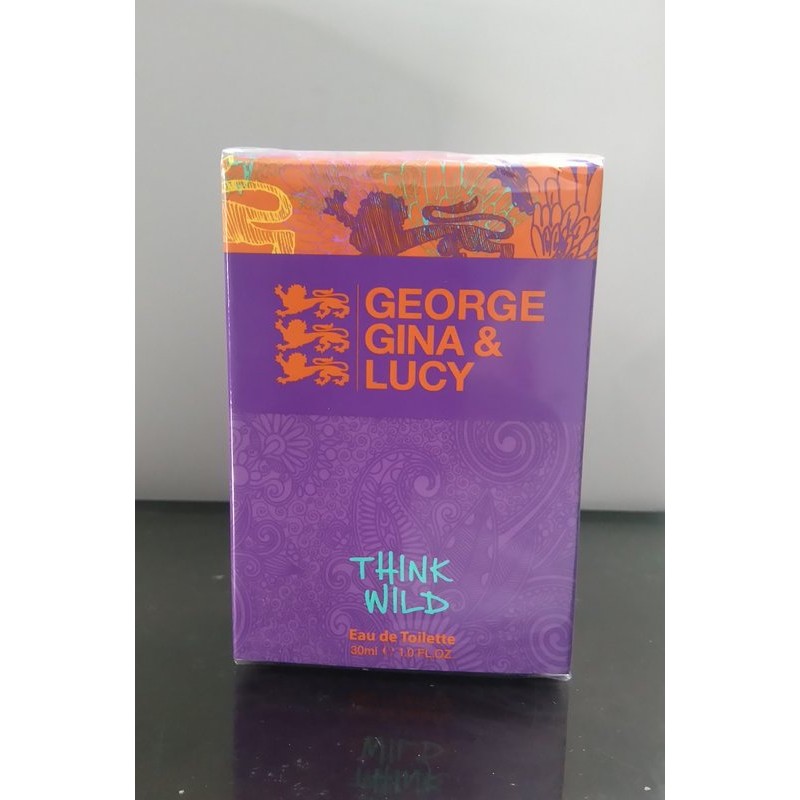 GEORGE
GINA &
LUCY
THINK
WILD
Eau de Toilette
30ml ℮ 1.0 FL.OZ.